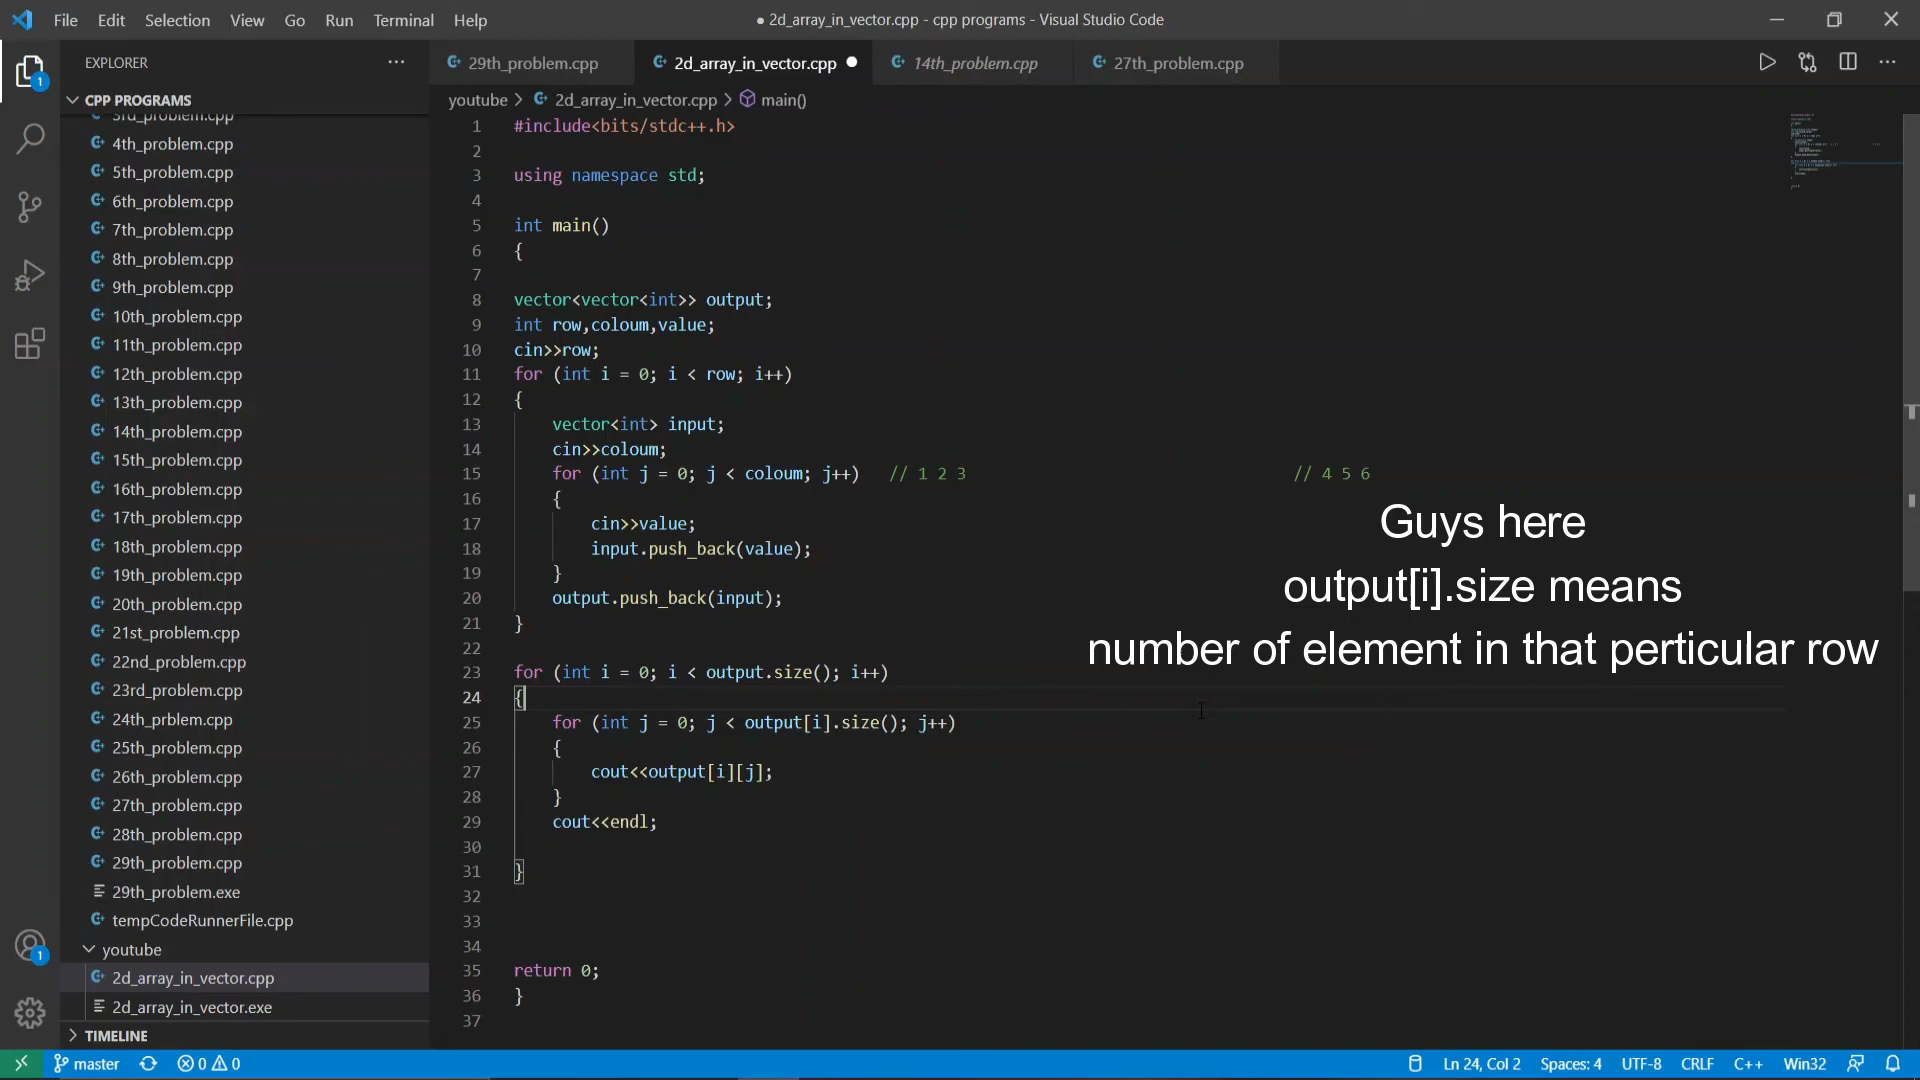 File Edit Selection View Go Run Terminal Help
● 2d_array_in_vector.cpp - cpp programs - Visual Studio Code
EXPLORER
29th_problem.cpp
2d_array_in_vector.cpp
14th_problem.cpp
27th_problem.cpp
CPP PROGRAMS
3rd_problem.cpp
4th_problem.cpp
5th_problem.cpp
6th_problem.cpp
7th_problem.cpp
8th_problem.cpp
9th_problem.cpp
10th_problem.cpp
11th_problem.cpp
12th_problem.cpp
13th_problem.cpp
14th_problem.cpp
15th_problem.cpp
16th_problem.cpp
17th_problem.cpp
18th_problem.cpp
19th_problem.cpp
20th_problem.cpp
21st_problem.cpp
22nd_problem.cpp
23rd_problem.cpp
24th_prblem.cpp
25th_problem.cpp
26th_problem.cpp
27th_problem.cpp
28th_problem.cpp
29th_problem.cpp
29th_problem.exe
tempCodeRunnerFile.cpp
youtube
2d_array_in_vector.cpp
2d_array_in_vector.exe
TIMELINE
1
1
youtube > 2d_array_in_vector.cpp > main()
1 #include<bits/stdc++.h>
2
3 using namespace std;
4
5 int main()
6 {
7
8 vector<vector<int>> output;
9 int row,coloum,value;
10 cin>>row;
11 for (int i = 0; i < row; i++)
12 {
13 vector<int> input;
14 cin>>coloum;
15 for (int j = 0; j < coloum; j++) // 1 2 3 // 4 5 6
16 {
17 cin>>value;
18 input.push_back(value);
19 }
20 output.push_back(input);
21 }
22
23 for (int i = 0; i < output.size(); i++)
24 {
25 for (int j = 0; j < output[i].size(); j++)
26 {
27 cout<<output[i][j];
28 }
29 cout<<endl;
30
31 }
32
33
34
35 return 0;
36 }
37
Guys here
output[i].size means
number of element in that perticular row
master 0 0 Ln 24, Col 2 Spaces: 4 UTF-8 CRLF C++ Win32